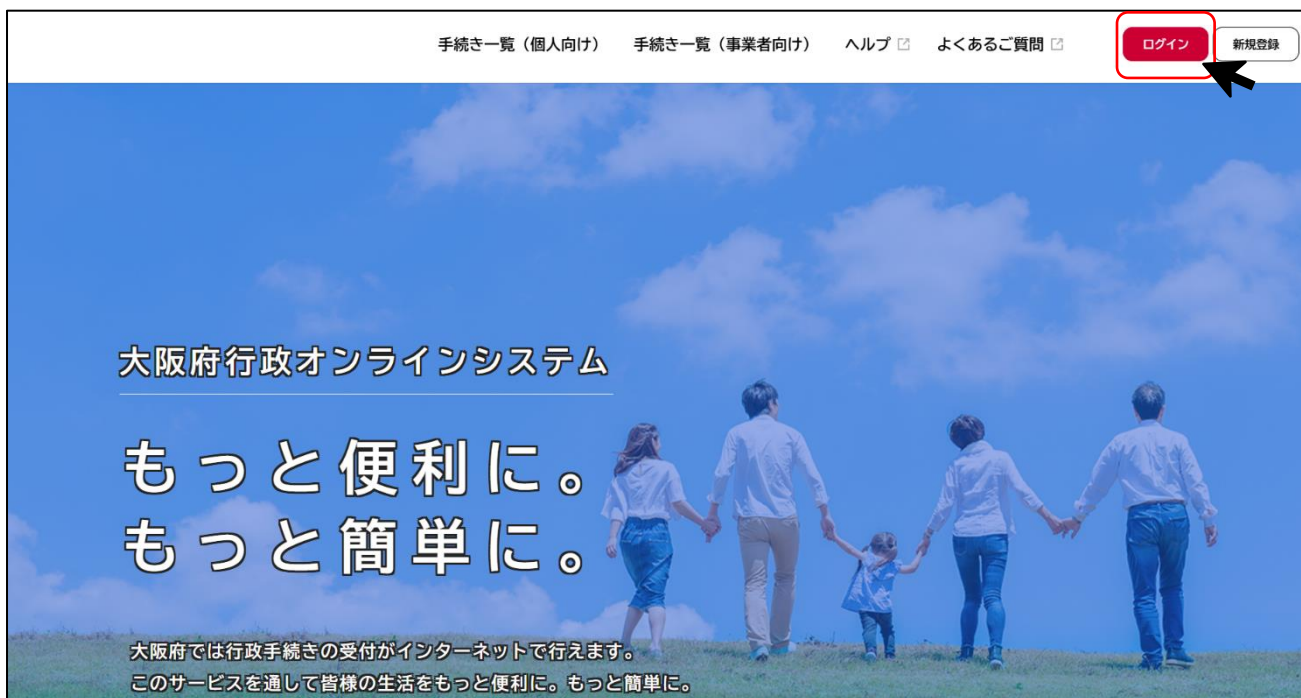 手続き一覧（個人向け） 手続き一覧（事業者向け） ヘルプ よくあるご質問 ログイン 新規登録
大阪府行政オンラインシステム
もっと便利に。
もっと簡単に。
大阪府では行政手続きの受付がインターネットで行えます。
このサービスを通して皆様の生活をもっと便利に。もっと簡単に。